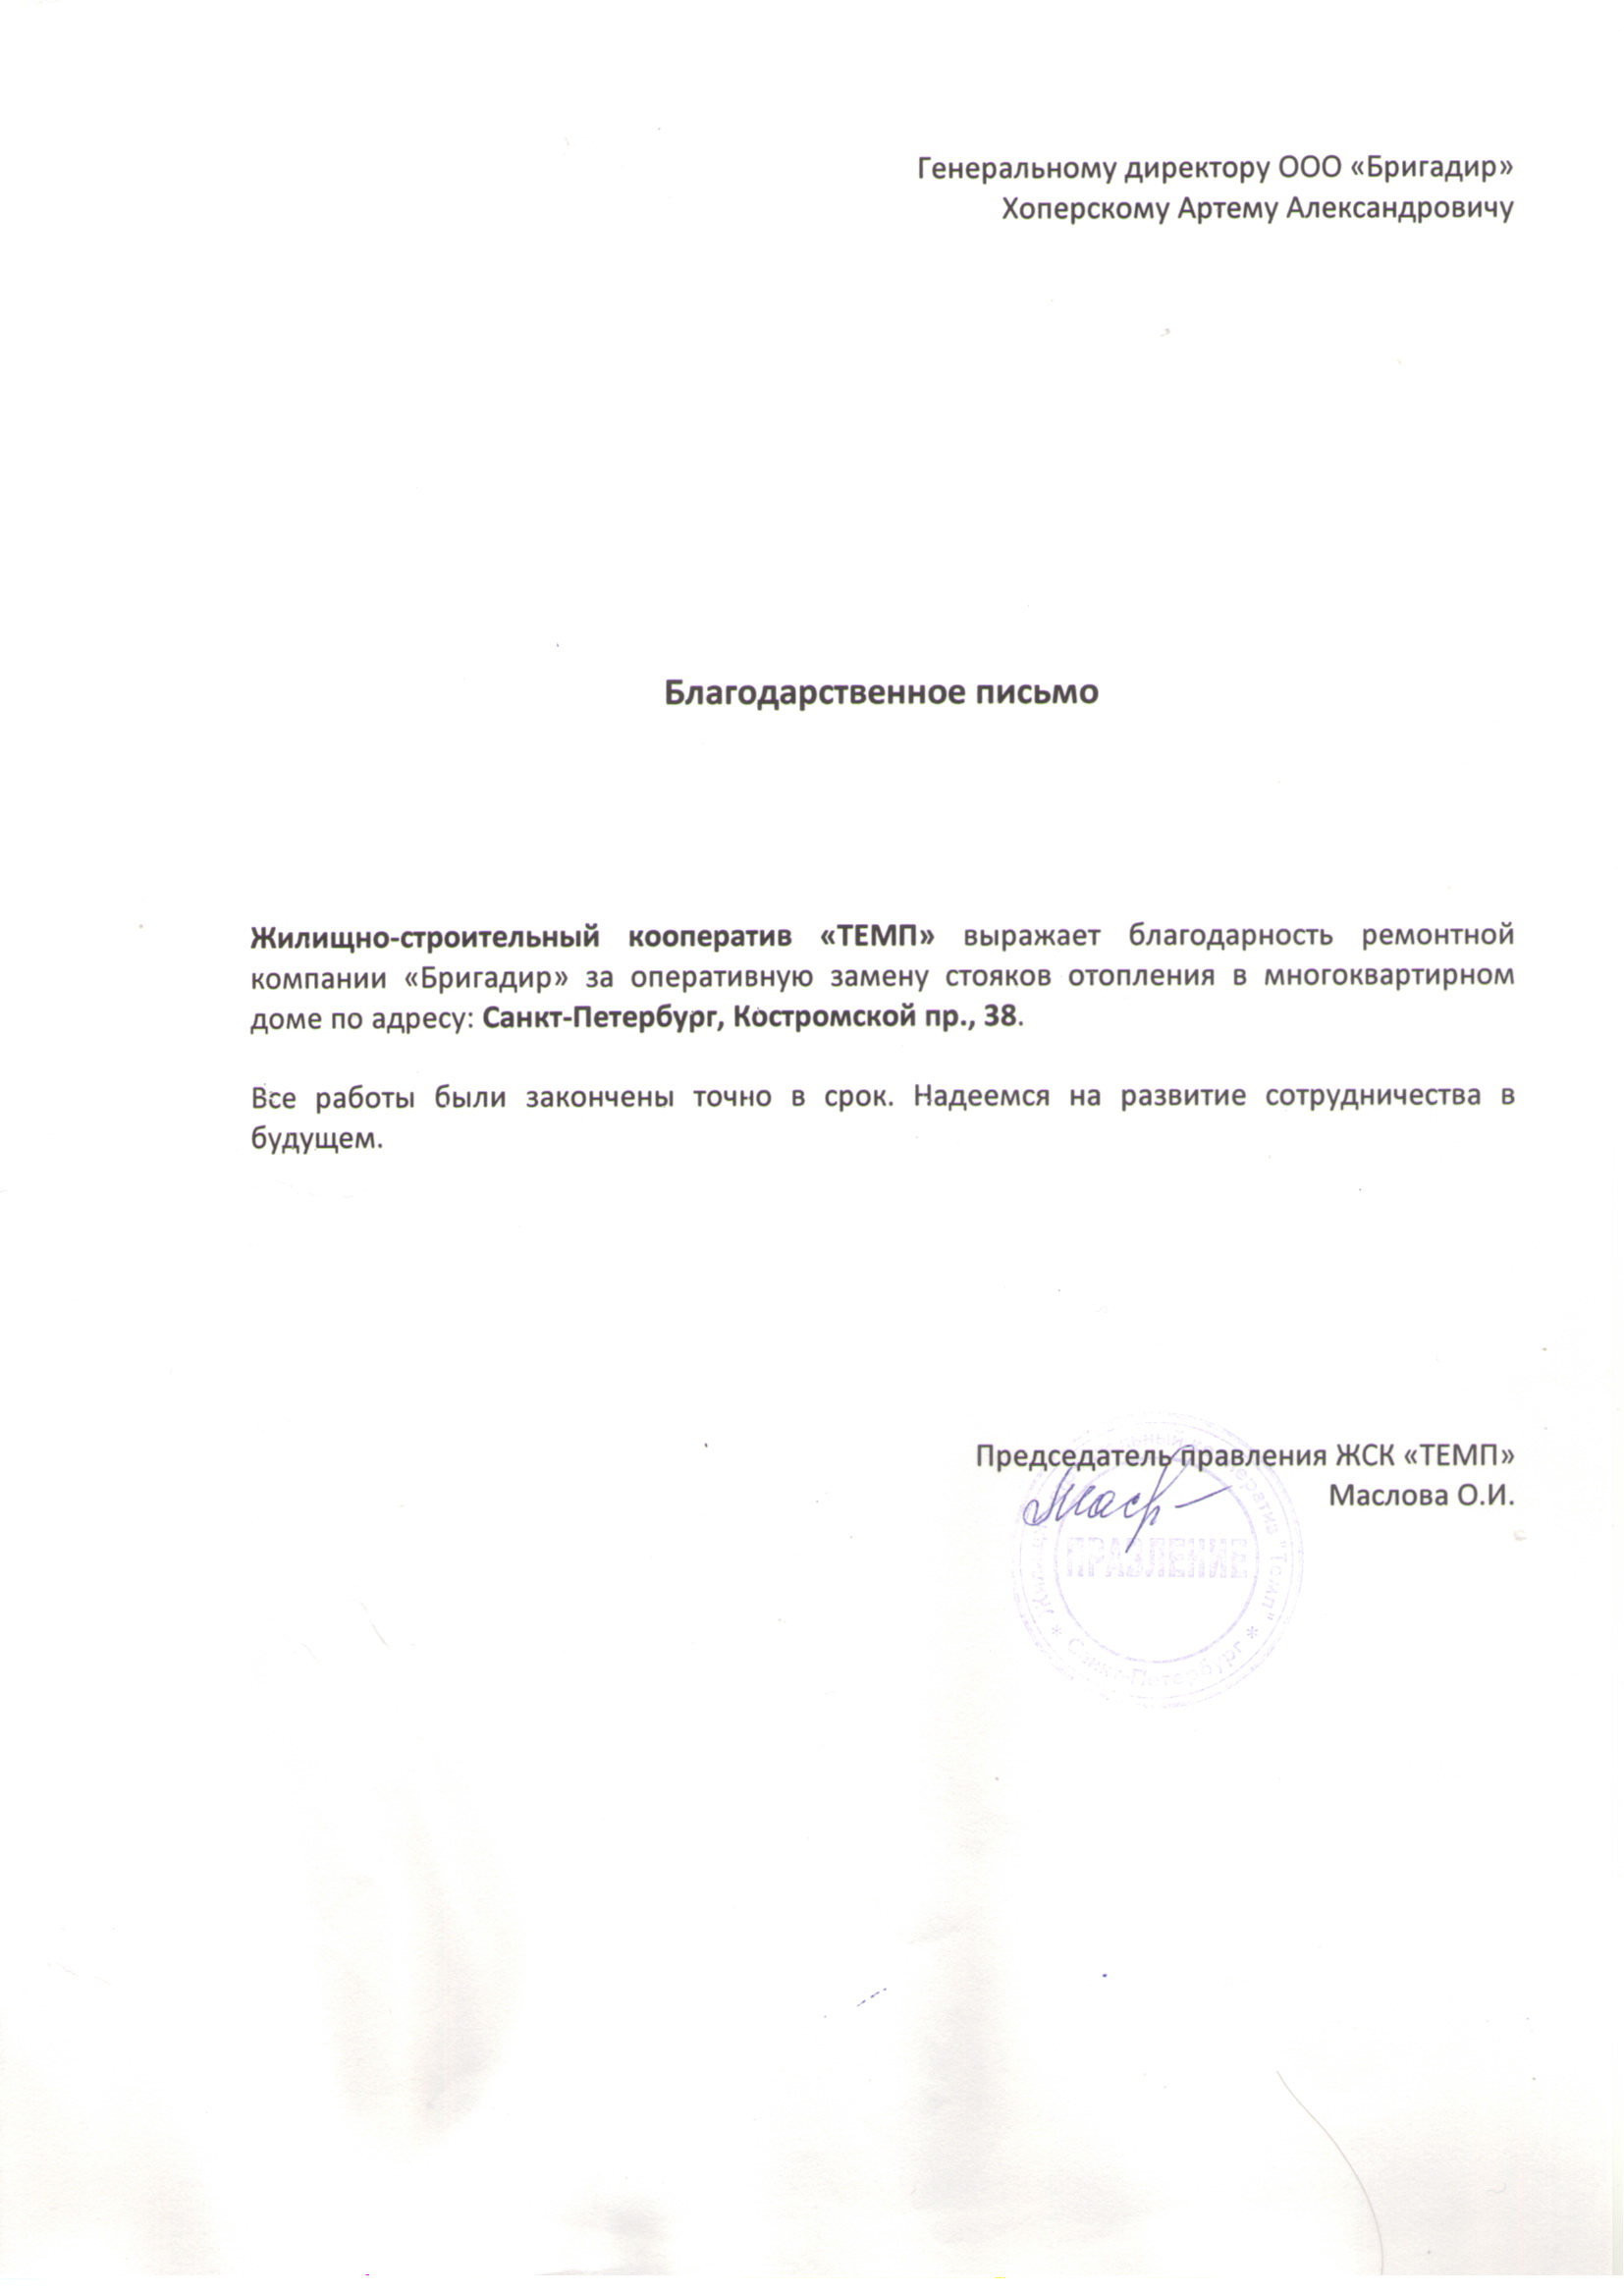 Генеральному директору ООО «Бригадир»
Хоперскому Артему Александровичу
Благодарственное письмо
Жилищно-строительный кооператив «ТЕМП» выражает благодарность ремонтной
компании «Бригадир» за оперативную замену стояков отопления в многоквартирном
доме по адресу: Санкт-Петербург, Костромской пр., 38.
Все работы были закончены точно в срок. Надеемся на развитие сотрудничества в
будущем.
Председатель правления ЖСК «ТЕМП»
Маслова О.И.
ПРАВЛЕНИЕ
кооператив "Темп"
* Санкт-Петербург *